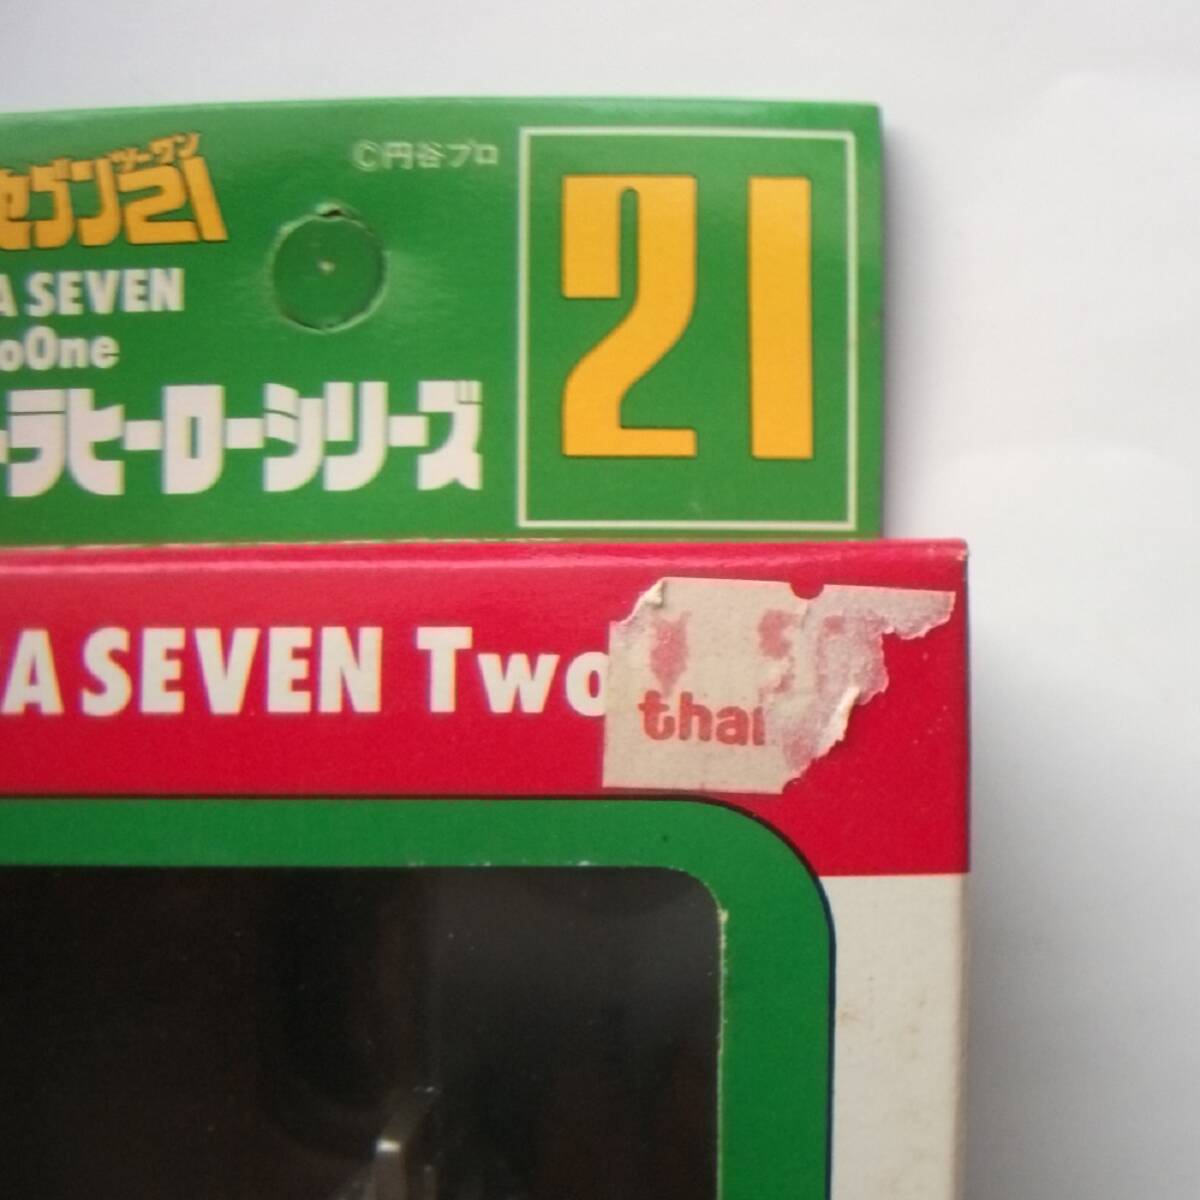 ツーワン
セブン21
©円谷プロ
21
A SEVEN
oOne
ーラヒーローシリーズ
A SEVEN Two
thank